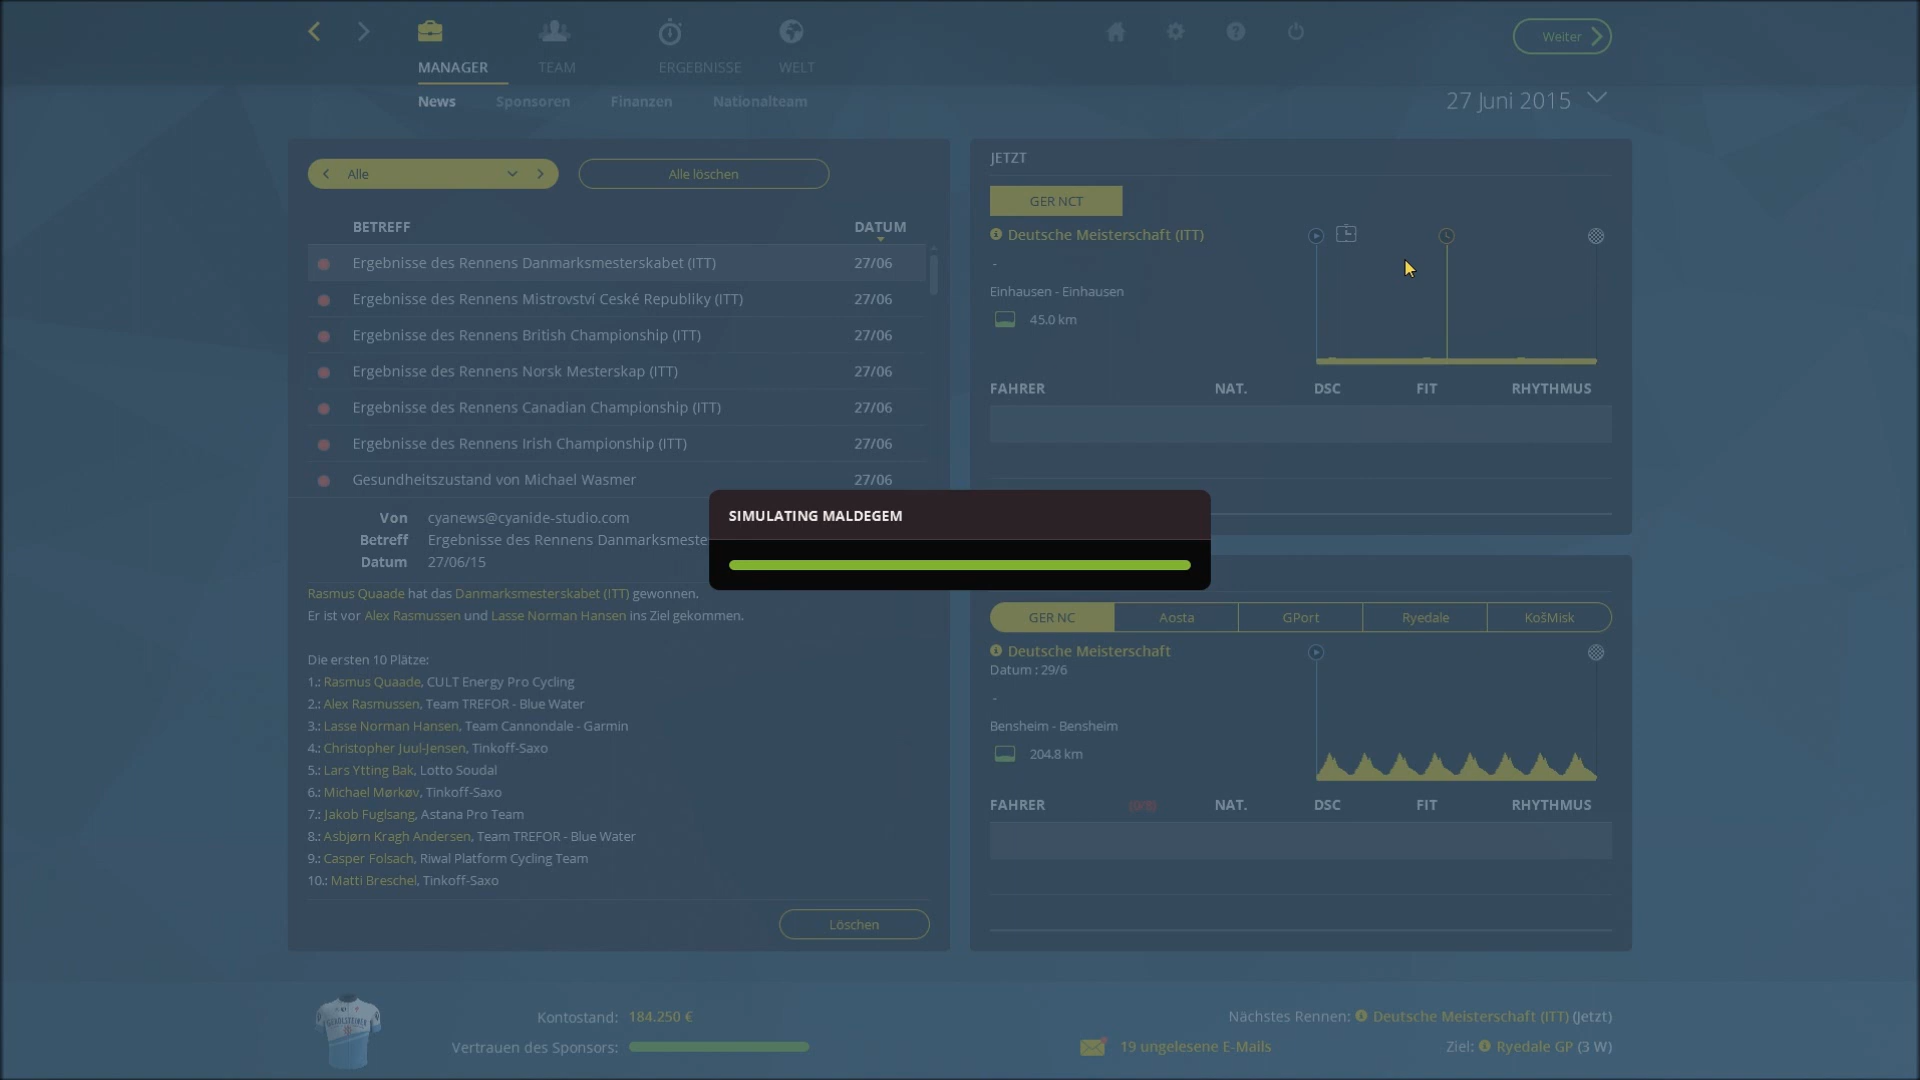 Weiter
MANAGER TEAM ERGEBNISSE WELT
News Sponsoren Finanzen Nationalteam
27 Juni 2015
Alle
Alle löschen
BETREFF DATUM
Ergebnisse des Rennens Danmarksmesterskabet (ITT) 27/06
Ergebnisse des Rennens Mistrovství Ceské Republiky (ITT) 27/06
Ergebnisse des Rennens British Championship (ITT) 27/06
Ergebnisse des Rennens Norsk Mesterskap (ITT) 27/06
Ergebnisse des Rennens Canadian Championship (ITT) 27/06
Ergebnisse des Rennens Irish Championship (ITT) 27/06
Gesundheitszustand von Michael Wasmer 27/06
Von cyanews@cyanide-studio.com
Betreff Ergebnisse des Rennens Danmarksmeste
Datum 27/06/15
Rasmus Quaade hat das Danmarksmesterskabet (ITT) gewonnen.
Er ist vor Alex Rasmussen und Lasse Norman Hansen ins Ziel gekommen.
Die ersten 10 Plätze:
1.: Rasmus Quaade, CULT Energy Pro Cycling
2.: Alex Rasmussen, Team TREFOR - Blue Water
3.: Lasse Norman Hansen, Team Cannondale - Garmin
4.: Christopher Juul-Jensen, Tinkoff-Saxo
5.: Lars Ytting Bak, Lotto Soudal
6.: Michael Mørkøv, Tinkoff-Saxo
7.: Jakob Fuglsang, Astana Pro Team
8.: Asbjørn Kragh Andersen, Team TREFOR - Blue Water
9.: Casper Folsach, Riwal Platform Cycling Team
10.: Matti Breschel, Tinkoff-Saxo
Löschen
SIMULATING MALDEGEM
JETZT
GER NCT
Deutsche Meisterschaft (ITT)
-
Einhausen - Einhausen
45.0 km
FAHRER NAT. DSC FIT RHYTHMUS
GER NC Aosta GPort Ryedale KošMisk
Deutsche Meisterschaft
Datum : 29/6
-
Bensheim - Bensheim
204.8 km
FAHRER (0/8) NAT. DSC FIT RHYTHMUS
Kontostand: 184.250 €
Vertrauen des Sponsors:
Nächstes Rennen: Deutsche Meisterschaft (ITT) (Jetzt)
19 ungelesene E-Mails
Ziel: Ryedale GP (3 W)